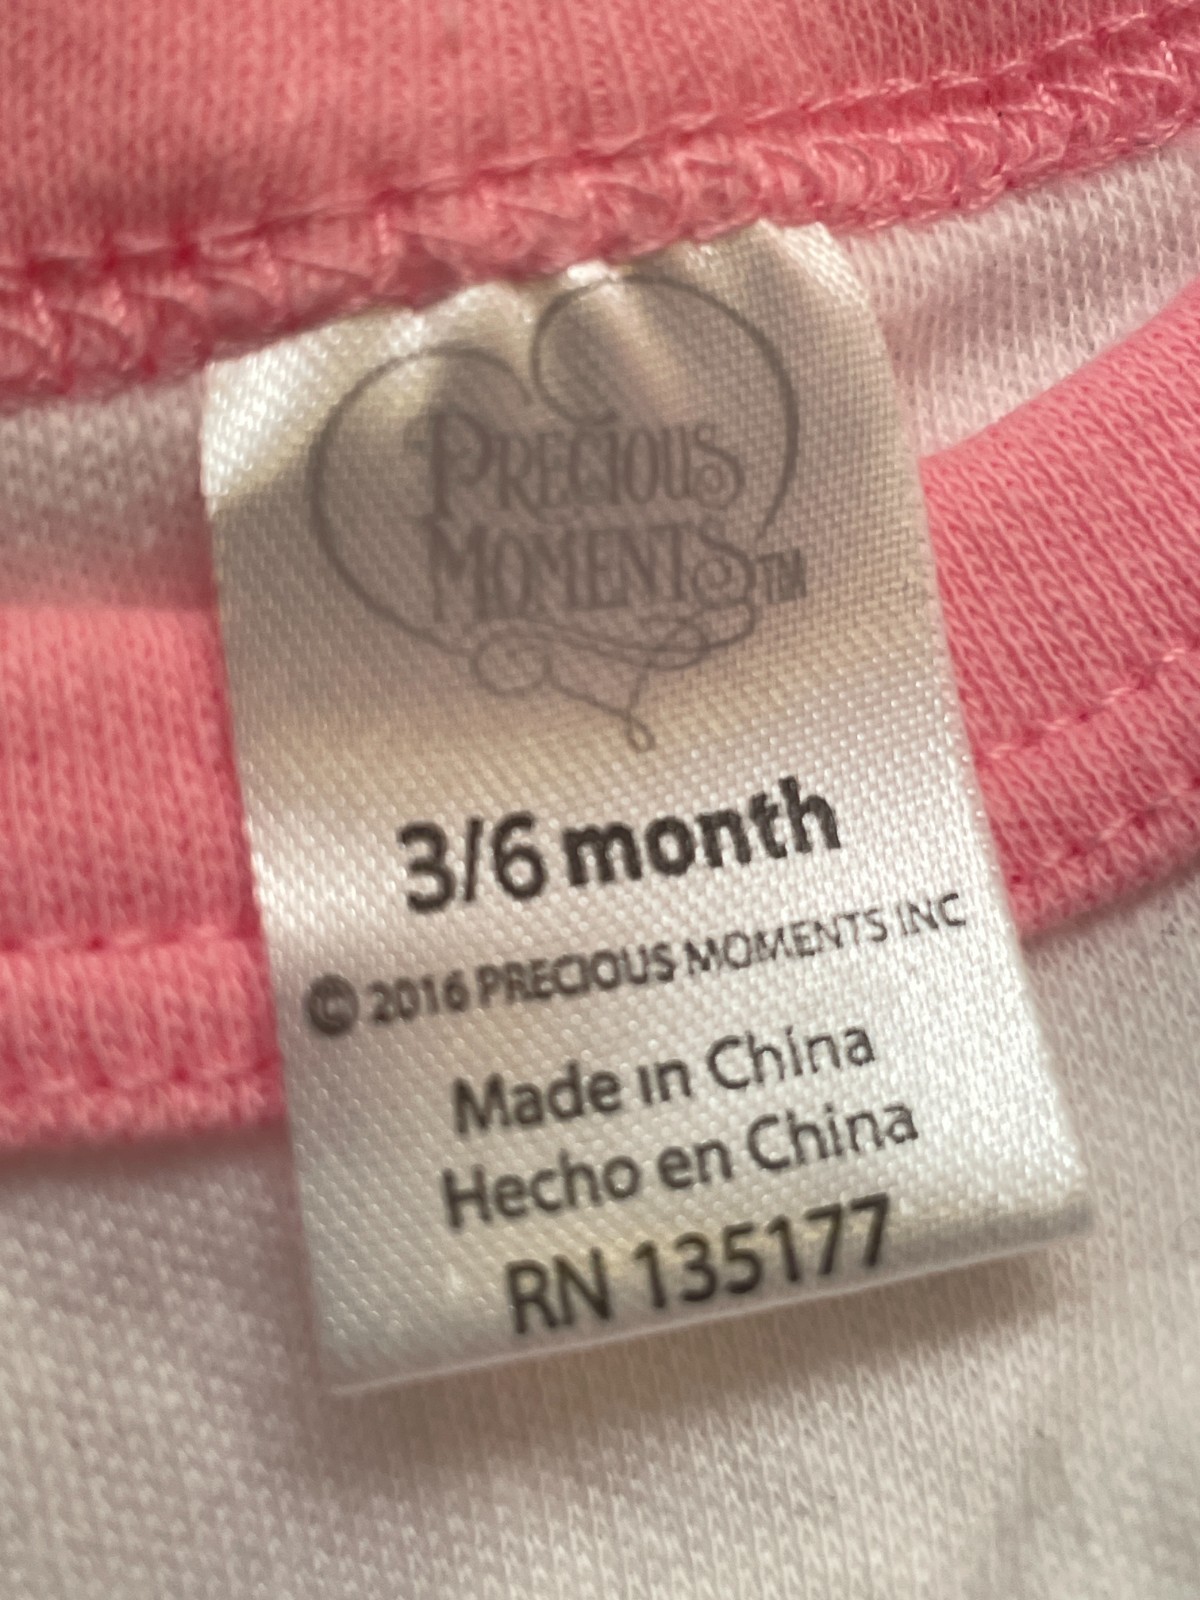 PRECIOUS
MOMENTS™
3/6 month
© 2016 PRECIOUS MOMENTS INC
Made in China
Hecho en China
RN 135177